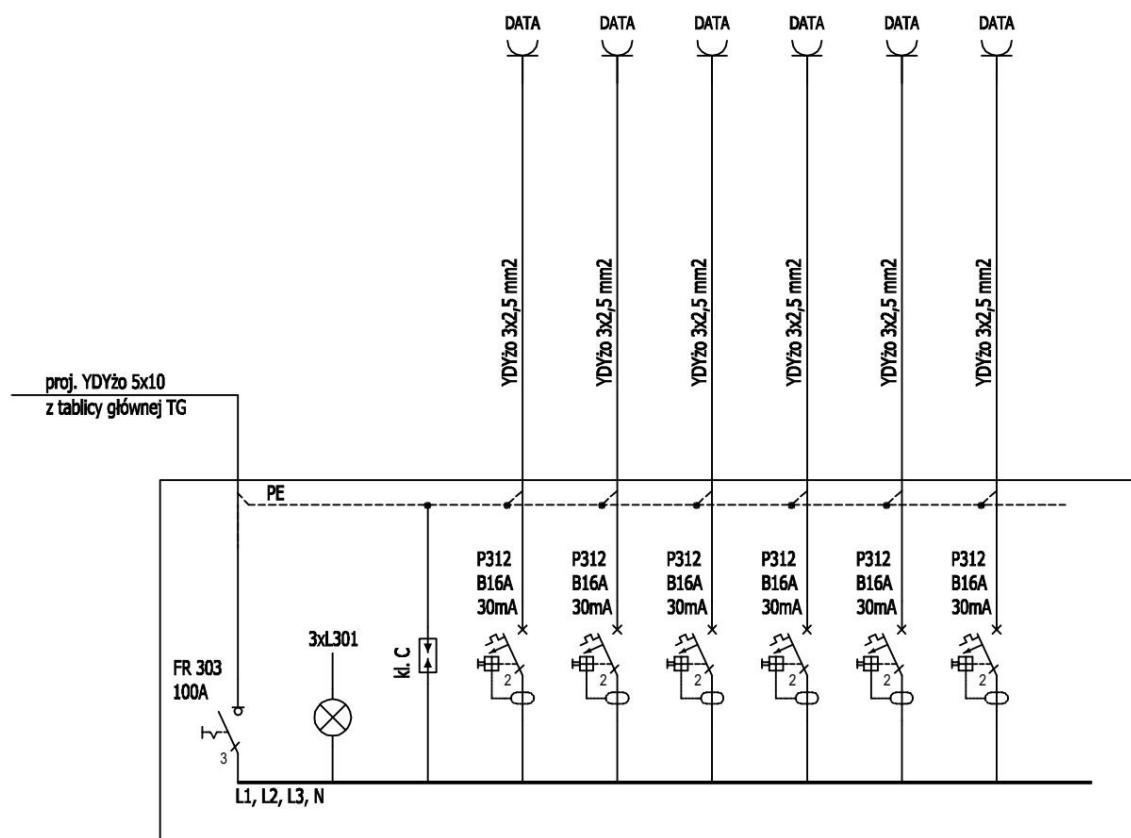 DATA DATA DATA DATA DATA DATA
YDYżo 3x2,5 mm2
YDYżo 3x2,5 mm2
YDYżo 3x2,5 mm2
YDYżo 3x2,5 mm2
YDYżo 3x2,5 mm2
YDYżo 3x2,5 mm2
proj. YDYżo 5x10
z tablicy głównej TG
PE
P312 P312 P312 P312 P312 P312
B16A B16A B16A B16A B16A B16A
30mA 30mA 30mA 30mA 30mA 30mA
3xL301
kl. C
FR 303
100A
2 2 2 2 2 2
3
L1, L2, L3, N